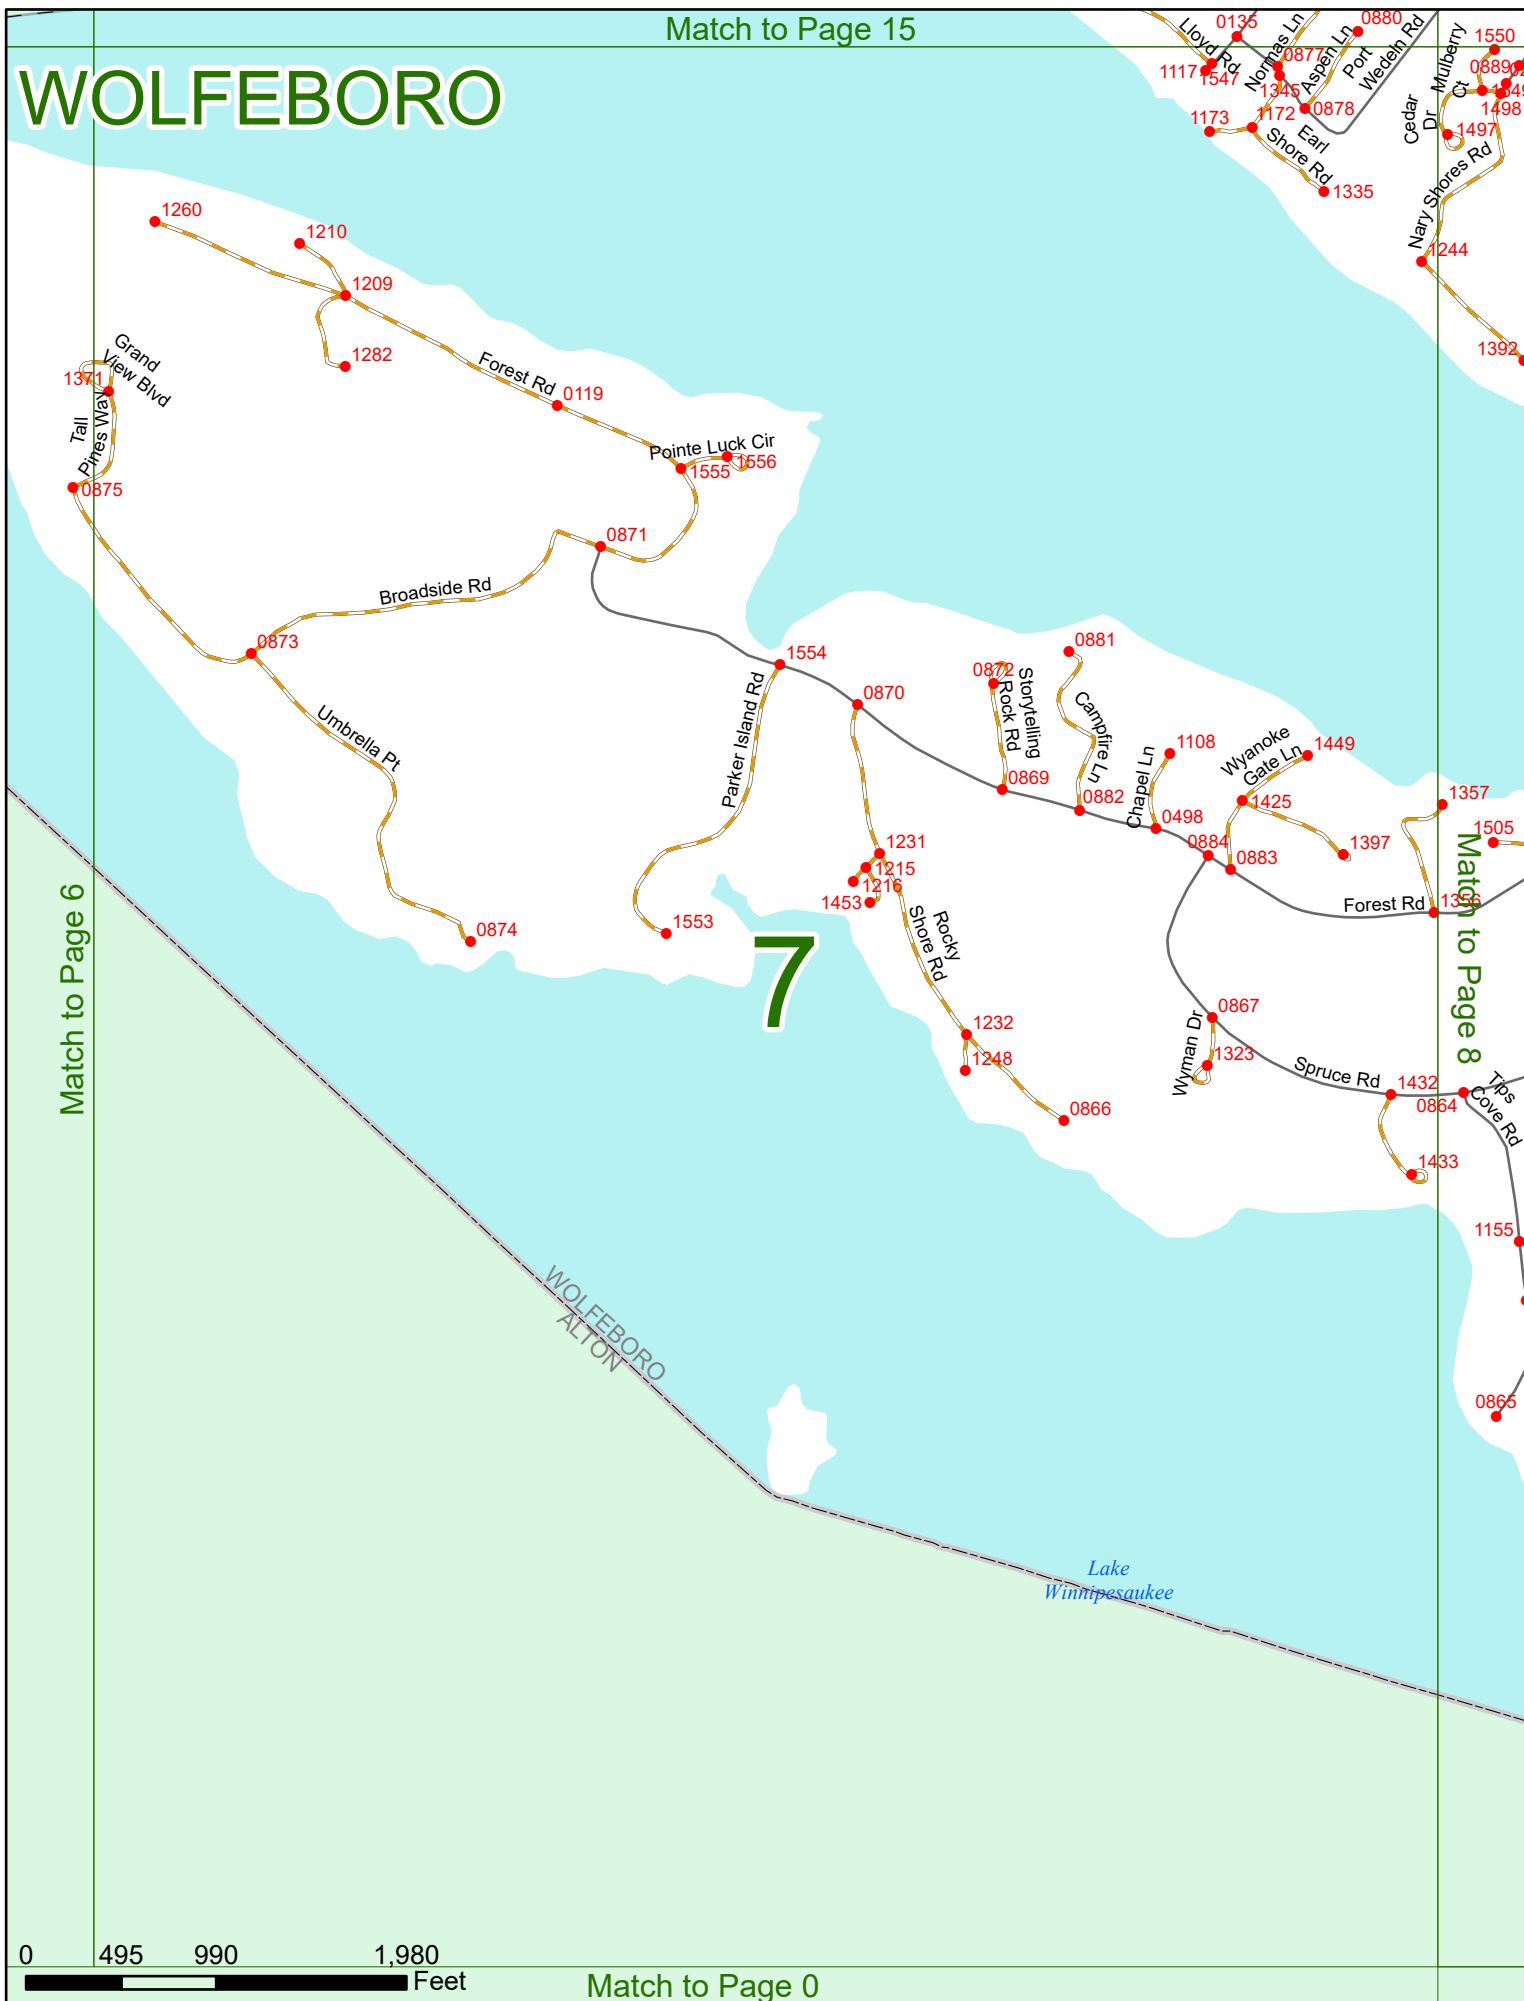 Match to Page 15
WOLFEBORO
0135
Lloyd Rd
1117
1547
Normas Ln
0877
1345
Aspen Ln
0880
Port
Wedeln Rd
0878
1173
1172
Earl
Shore Rd
1335
Mulberry
Ct
1550
0889
1498
Cedar
Dr
1497
Nary Shores Rd
1244
1392
1260
1210
1209
1282
Grand
View Blvd
1371
Tall
Pines Way
0875
Forest Rd
0119
Pointe Luck Cir
1555
1556
0871
Broadside Rd
0873
Umbrella Pt
0874
1554
Parker Island Rd
1553
0870
0872
Storytelling
Rock Rd
0869
0881
Campfire Ln
0882
Chapel Ln
1108
0498
Wyanoke
Gate Ln
1449
1425
1397
0884
0883
1357
1505
Forest Rd
1356
1231
1215
1216
1453
Rocky
Shore Rd
1232
1248
0866
0867
Wyman Dr
1323
Spruce Rd
1432
0864
Tips
Cove Rd
1433
1155
0865
7
Match to Page 6
Match to Page 8
WOLFEBORO
ALTON
Lake
Winnipesaukee
0 495 990 1,980
Feet
Match to Page 0